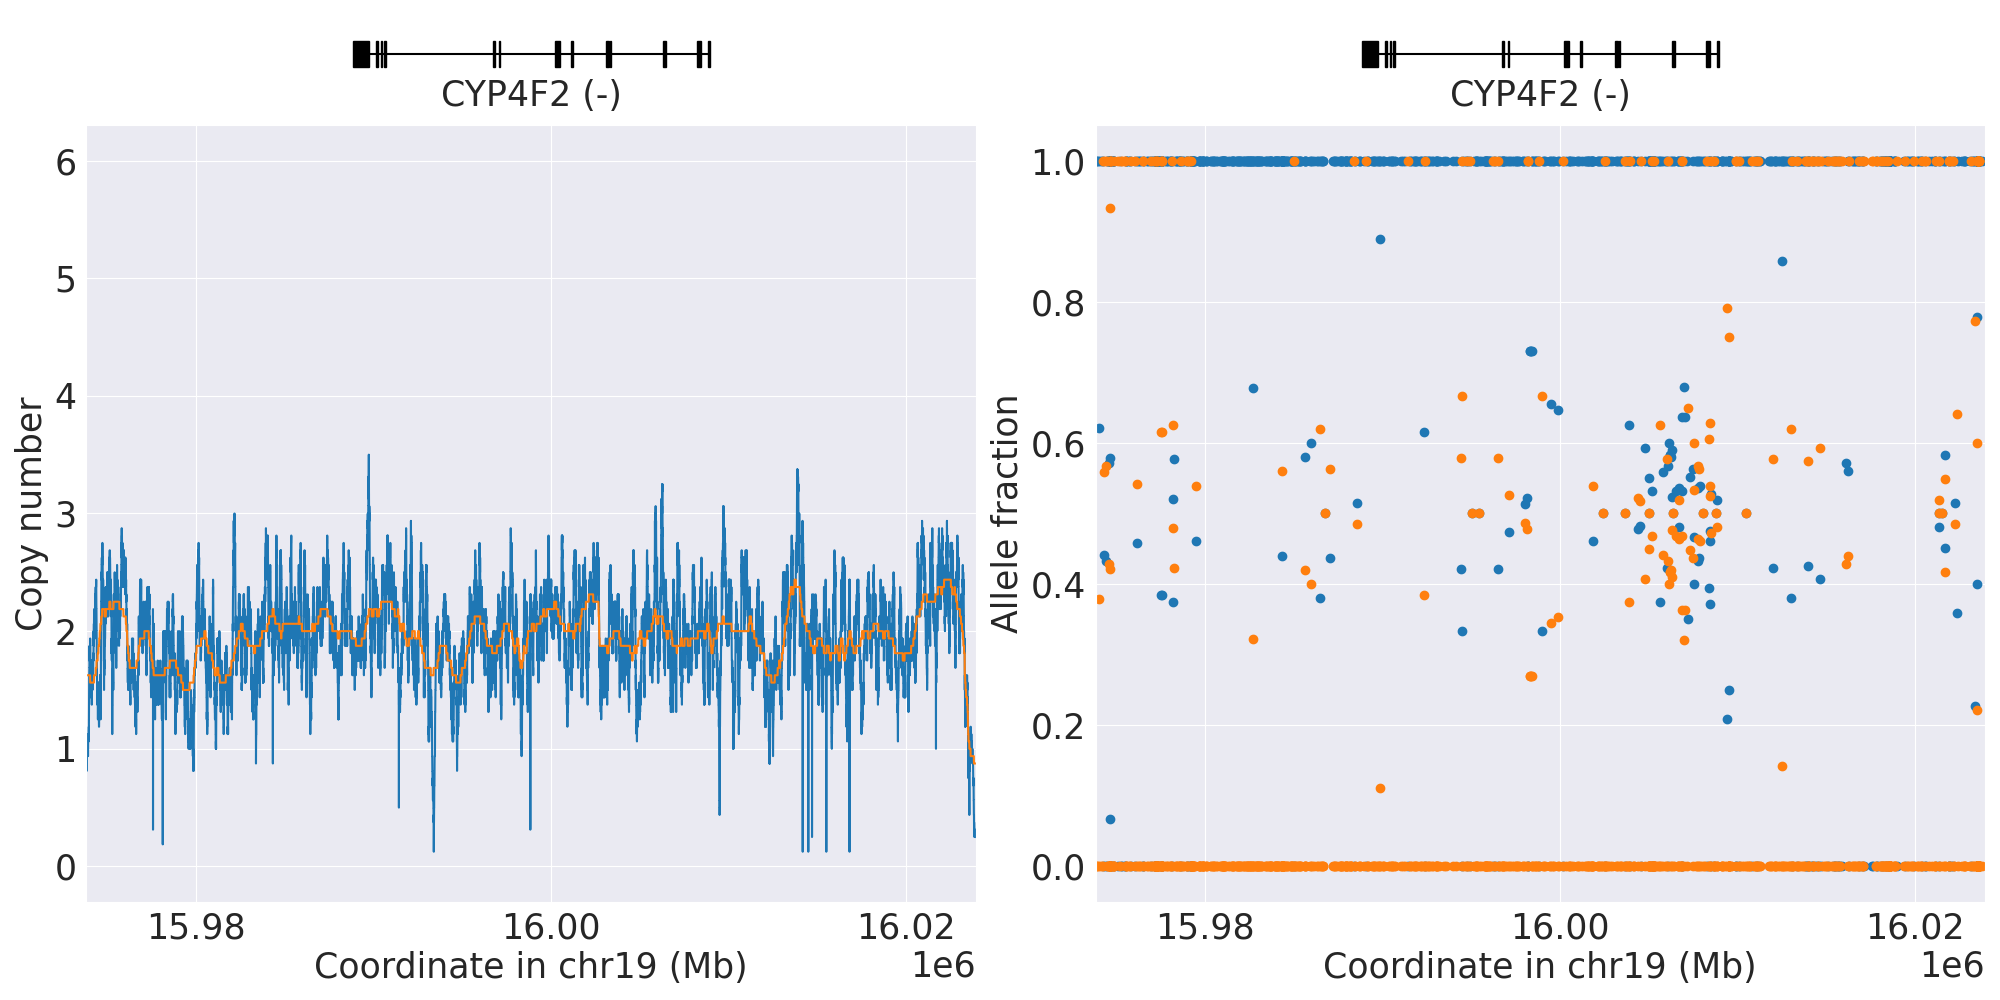 CYP4F2 (-)
6
5
4
3
2
1
0
Copy number
15.98
16.00
16.02
Coordinate in chr19 (Mb)
1e6
CYP4F2 (-)
1.0
0.8
0.6
0.4
0.2
0.0
Allele fraction
15.98
16.00
16.02
Coordinate in chr19 (Mb)
1e6